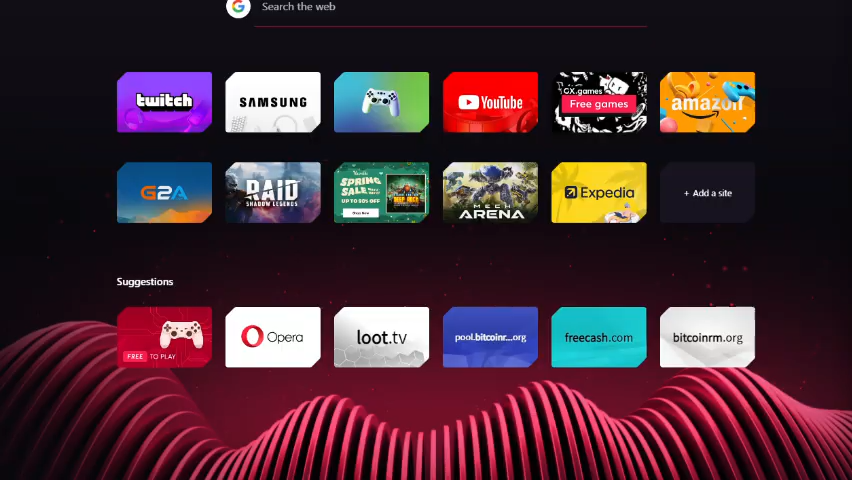 Search the web
twitch
SAMSUNG
YouTube
GX.games
Free games
amazon
G2A
RAID
SHADOW LEGENDS
SPRING
SALE
UP TO 90% OFF
Shop Now
MECH
ARENA
Expedia
+ Add a site
Suggestions
FREE TO PLAY
Opera
loot.tv
pool.bitcoinr...org
freecash.com
bitcoinrm.org